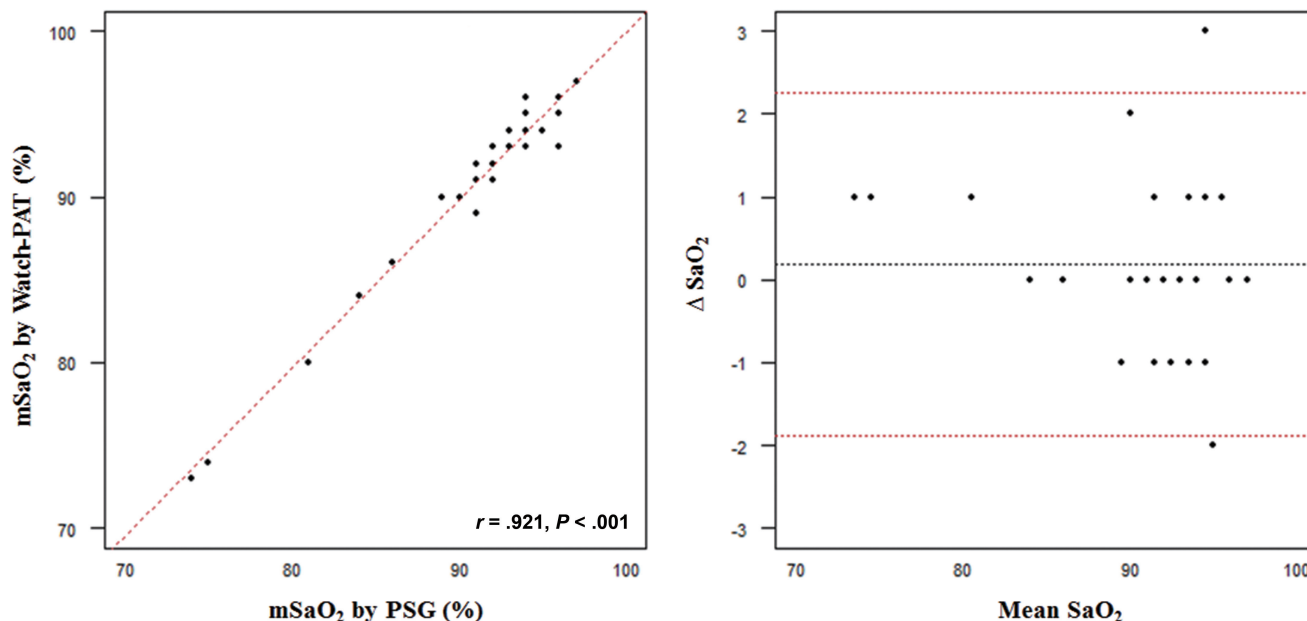 mSaO₂ by Watch-PAT (%)
100
90
80
70
r = .921, P < .001
70 80 90 100
mSaO₂ by PSG (%)
Δ SaO₂
3
2
1
0
-1
-2
-3
70 80 90 100
Mean SaO₂